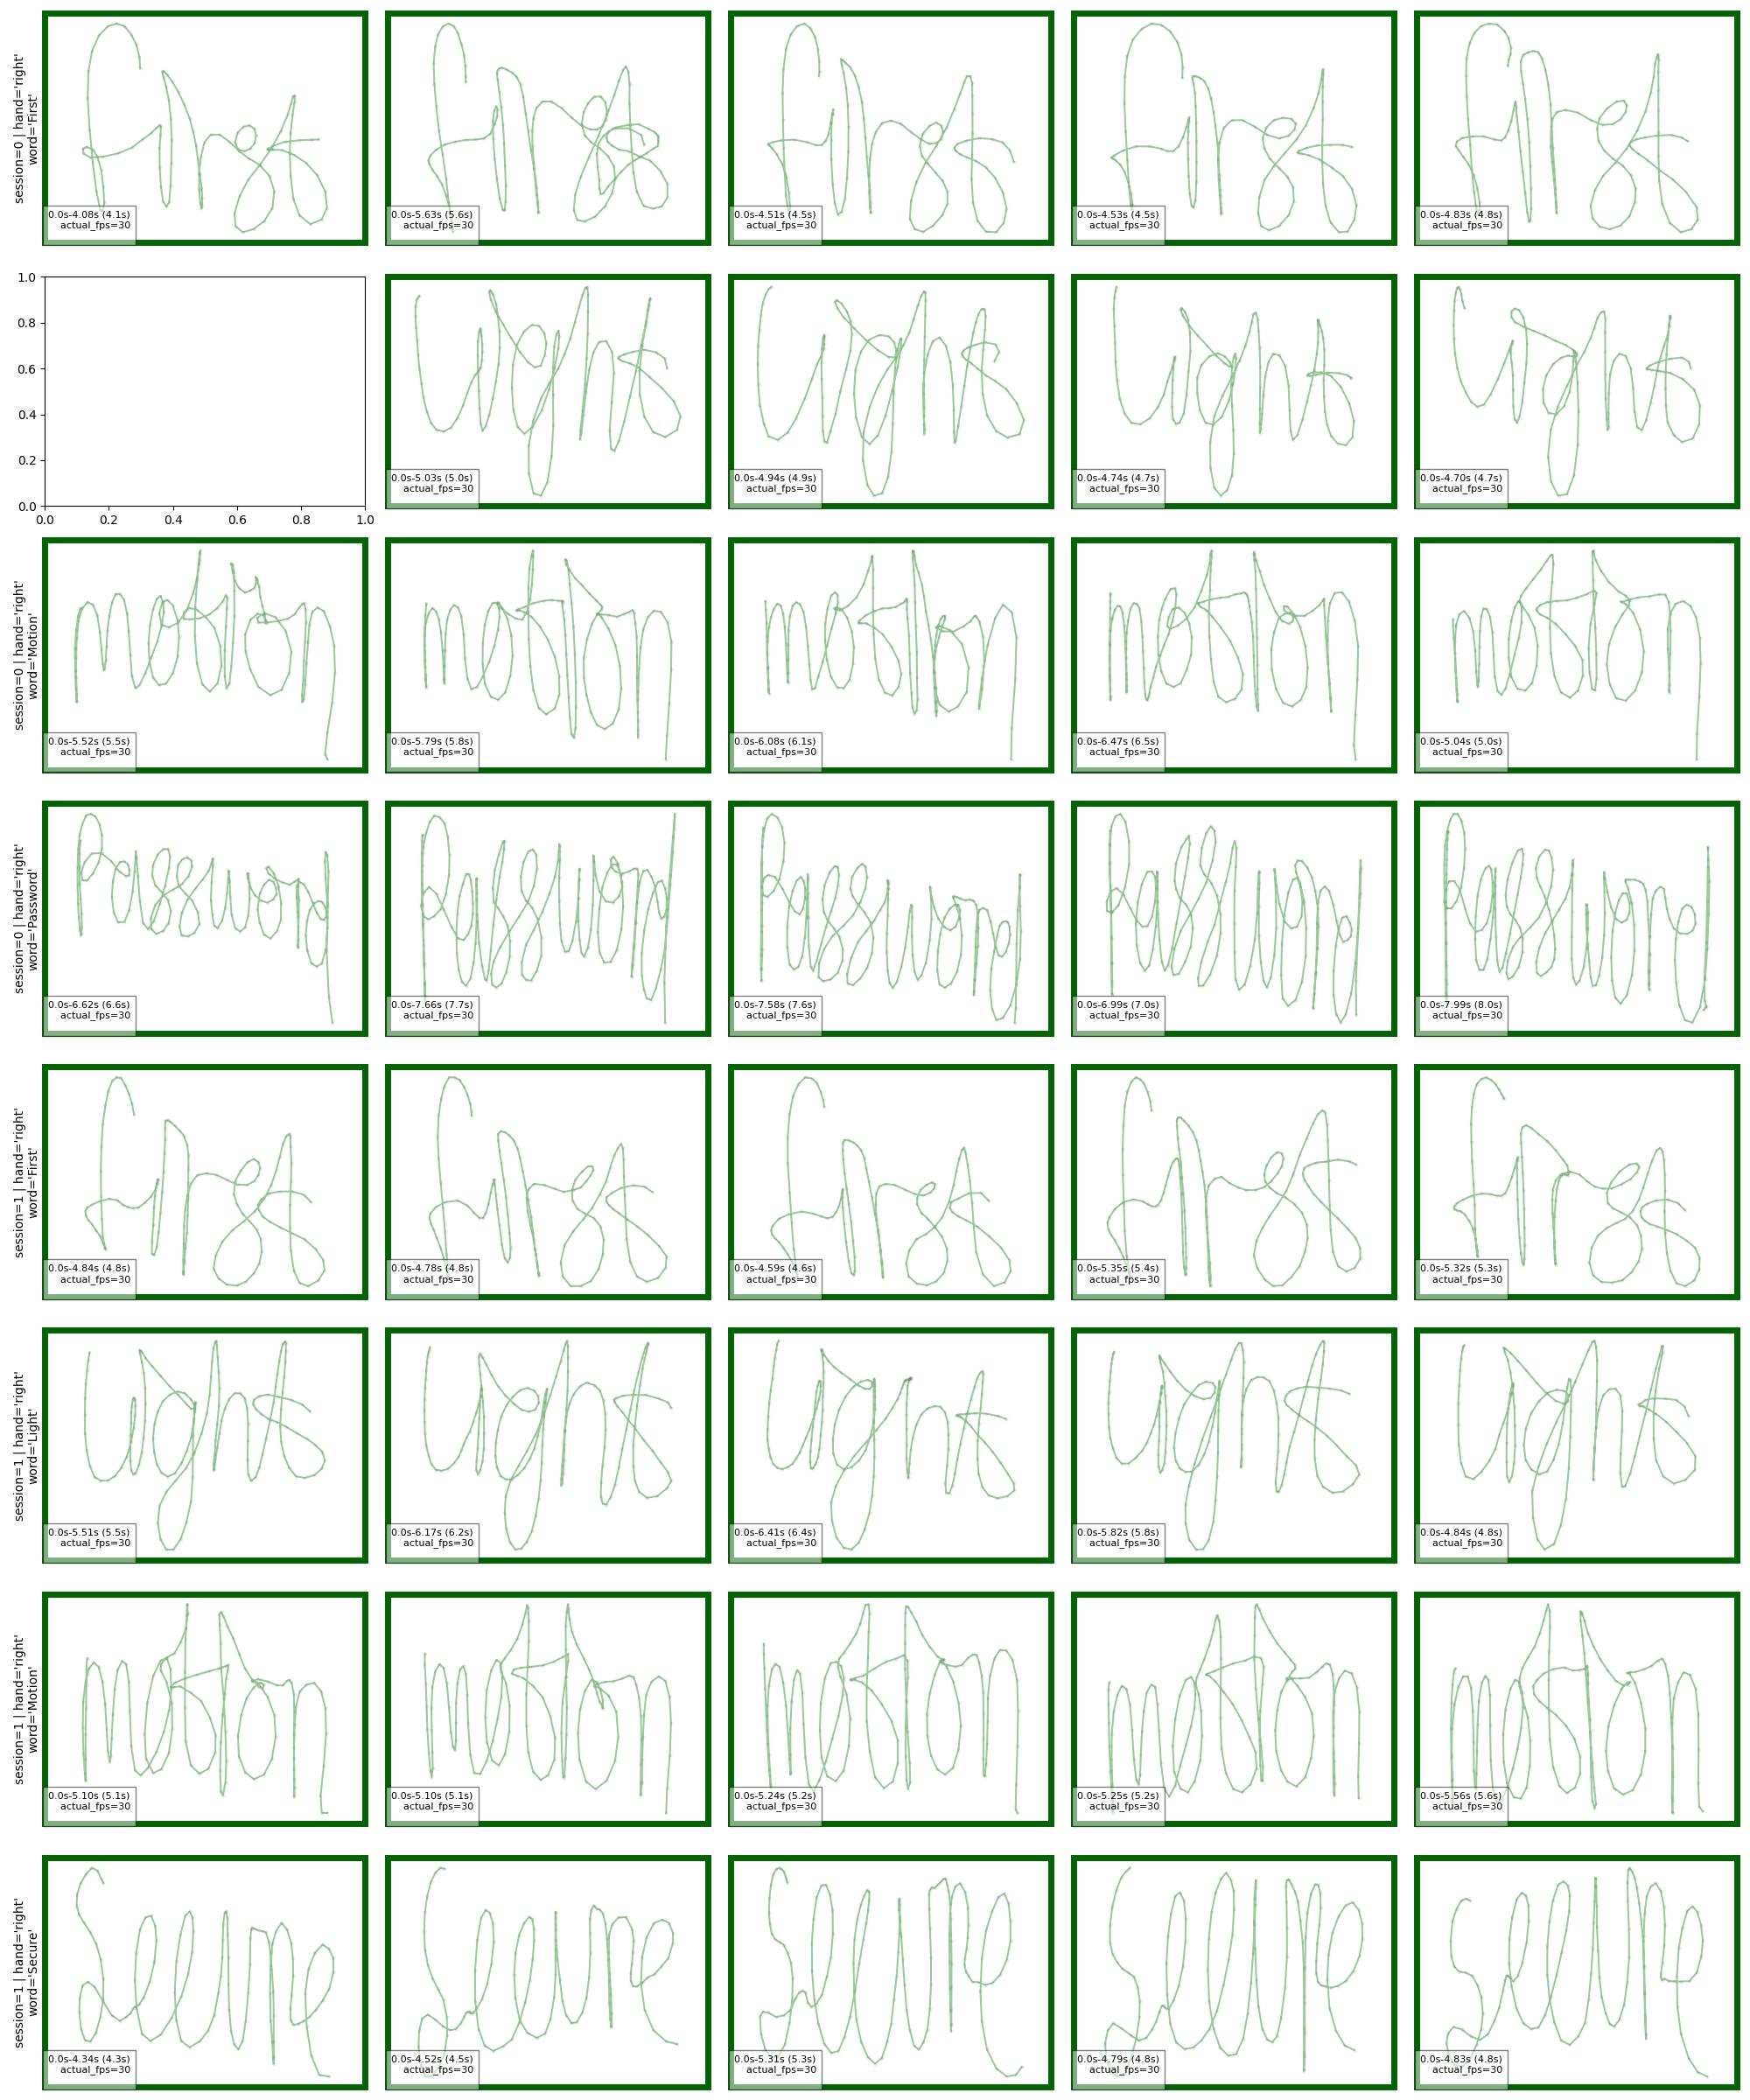 session=0 | hand='right'
word='First'
First First First First First
0.0s-4.08s (4.1s)
actual_fps=30
0.0s-5.63s (5.6s)
actual_fps=30
0.0s-4.51s (4.5s)
actual_fps=30
0.0s-4.53s (4.5s)
actual_fps=30
0.0s-4.83s (4.8s)
actual_fps=30
1.0
0.8
0.6
0.4
0.2
0.0
0.0 0.2 0.4 0.6 0.8 1.0
Light Light Light Light
0.0s-5.03s (5.0s)
actual_fps=30
0.0s-4.94s (4.9s)
actual_fps=30
0.0s-4.74s (4.7s)
actual_fps=30
0.0s-4.70s (4.7s)
actual_fps=30
session=0 | hand='right'
word='Motion'
motion motion motion motion motion
0.0s-5.52s (5.5s)
actual_fps=30
0.0s-5.79s (5.8s)
actual_fps=30
0.0s-6.08s (6.1s)
actual_fps=30
0.0s-6.47s (6.5s)
actual_fps=30
0.0s-5.04s (5.0s)
actual_fps=30
session=0 | hand='right'
word='Password'
Password Password Password Password Password
0.0s-6.62s (6.6s)
actual_fps=30
0.0s-7.66s (7.7s)
actual_fps=30
0.0s-7.58s (7.6s)
actual_fps=30
0.0s-6.99s (7.0s)
actual_fps=30
0.0s-7.99s (8.0s)
actual_fps=30
session=1 | hand='right'
word='First'
First First First First First
0.0s-4.84s (4.8s)
actual_fps=30
0.0s-4.78s (4.8s)
actual_fps=30
0.0s-4.59s (4.6s)
actual_fps=30
0.0s-5.35s (5.4s)
actual_fps=30
0.0s-5.32s (5.3s)
actual_fps=30
session=1 | hand='right'
word='Light'
Light Light Light Light Light
0.0s-5.51s (5.5s)
actual_fps=30
0.0s-6.17s (6.2s)
actual_fps=30
0.0s-6.41s (6.4s)
actual_fps=30
0.0s-5.82s (5.8s)
actual_fps=30
0.0s-4.84s (4.8s)
actual_fps=30
session=1 | hand='right'
word='Motion'
motion motion motion motion motion
0.0s-5.10s (5.1s)
actual_fps=30
0.0s-5.10s (5.1s)
actual_fps=30
0.0s-5.24s (5.2s)
actual_fps=30
0.0s-5.25s (5.2s)
actual_fps=30
0.0s-5.56s (5.6s)
actual_fps=30
session=1 | hand='right'
word='Secure'
Secure Secure Secure Secure Secure
0.0s-4.34s (4.3s)
actual_fps=30
0.0s-4.52s (4.5s)
actual_fps=30
0.0s-5.31s (5.3s)
actual_fps=30
0.0s-4.79s (4.8s)
actual_fps=30
0.0s-4.83s (4.8s)
actual_fps=30